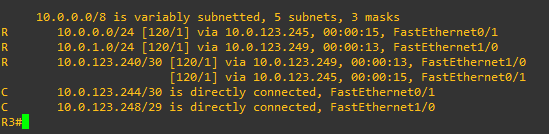 10.0.0.0/8 is variably subnetted, 5 subnets, 3 masks
R 10.0.0.0/24 [120/1] via 10.0.123.245, 00:00:15, FastEthernet0/1
R 10.0.1.0/24 [120/1] via 10.0.123.249, 00:00:13, FastEthernet1/0
R 10.0.123.240/30 [120/1] via 10.0.123.249, 00:00:13, FastEthernet1/0
[120/1] via 10.0.123.245, 00:00:15, FastEthernet0/1
C 10.0.123.244/30 is directly connected, FastEthernet0/1
C 10.0.123.248/29 is directly connected, FastEthernet1/0
R3#